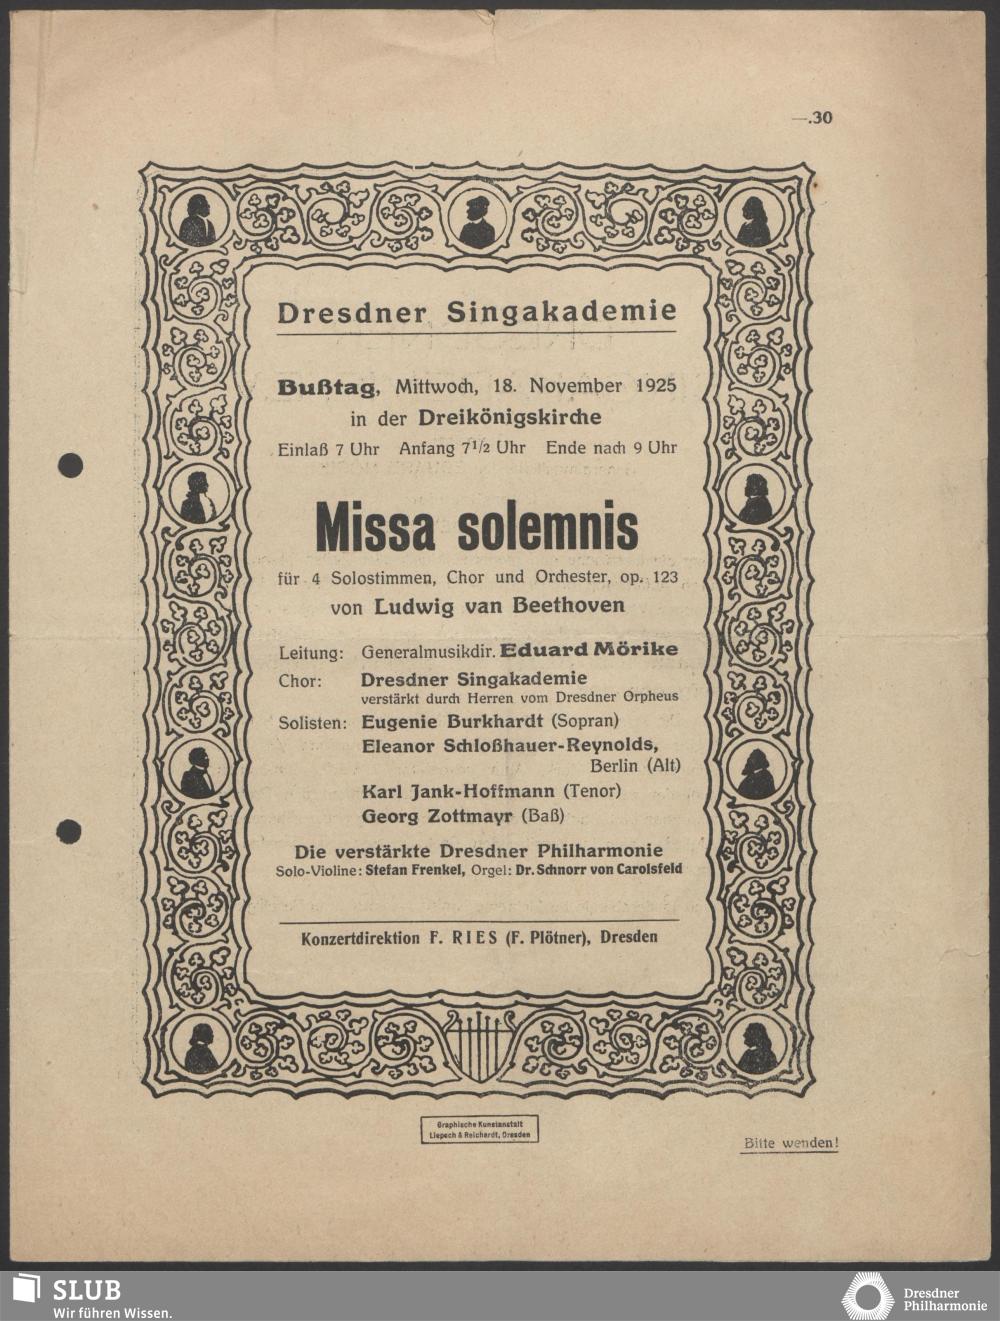 —.30
Dresdner Singakademie
Bußtag, Mittwoch, 18. November 1925
in der Dreikönigskirche
Einlaß 7 Uhr Anfang 7 1/2 Uhr Ende nach 9 Uhr
Missa solemnis
für 4 Solostimmen, Chor und Orchester, op. 123
von Ludwig van Beethoven
Leitung: Generalmusikdir. Eduard Mörike
Chor: Dresdner Singakademie
verstärkt durch Herren vom Dresdner Orpheus
Solisten: Eugenie Burkhardt (Sopran)
Eleanor Schloßhauer-Reynolds,
Berlin (Alt)
Karl Jank-Hoffmann (Tenor)
Georg Zottmayr (Baß)
Die verstärkte Dresdner Philharmonie
Solo-Violine: Stefan Frenkel, Orgel: Dr. Schnorr von Carolsfeld
Konzertdirektion F. RIES (F. Plötner), Dresden
Graphische Kunstanstalt
Liepsch & Reichardt, Dresden
Bitte wenden!
SLUB
Wir führen Wissen.
Dresdner
Philharmonie